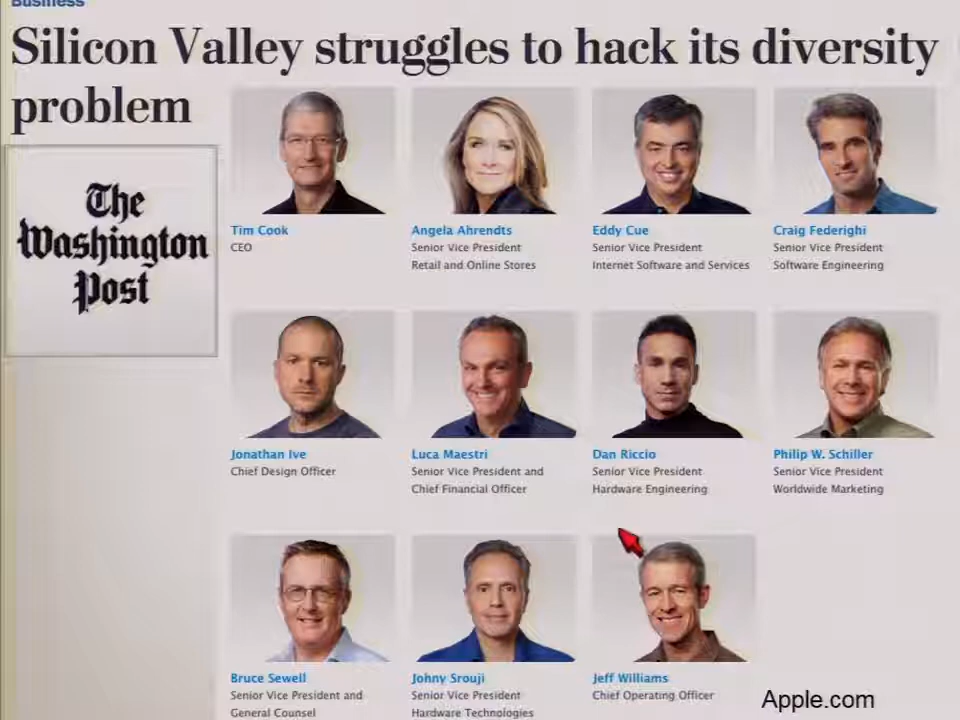 Business
Silicon Valley struggles to hack its diversity
problem
The
Washington
Post
Tim Cook
CEO
Angela Ahrendts
Senior Vice President
Retail and Online Stores
Eddy Cue
Senior Vice President
Internet Software and Services
Craig Federighi
Senior Vice President
Software Engineering
Jonathan Ive
Chief Design Officer
Luca Maestri
Senior Vice President and
Chief Financial Officer
Dan Riccio
Senior Vice President
Hardware Engineering
Philip W. Schiller
Senior Vice President
Worldwide Marketing
Bruce Sewell
Senior Vice President and
General Counsel
Johny Srouji
Senior Vice President
Hardware Technologies
Jeff Williams
Chief Operating Officer
Apple.com